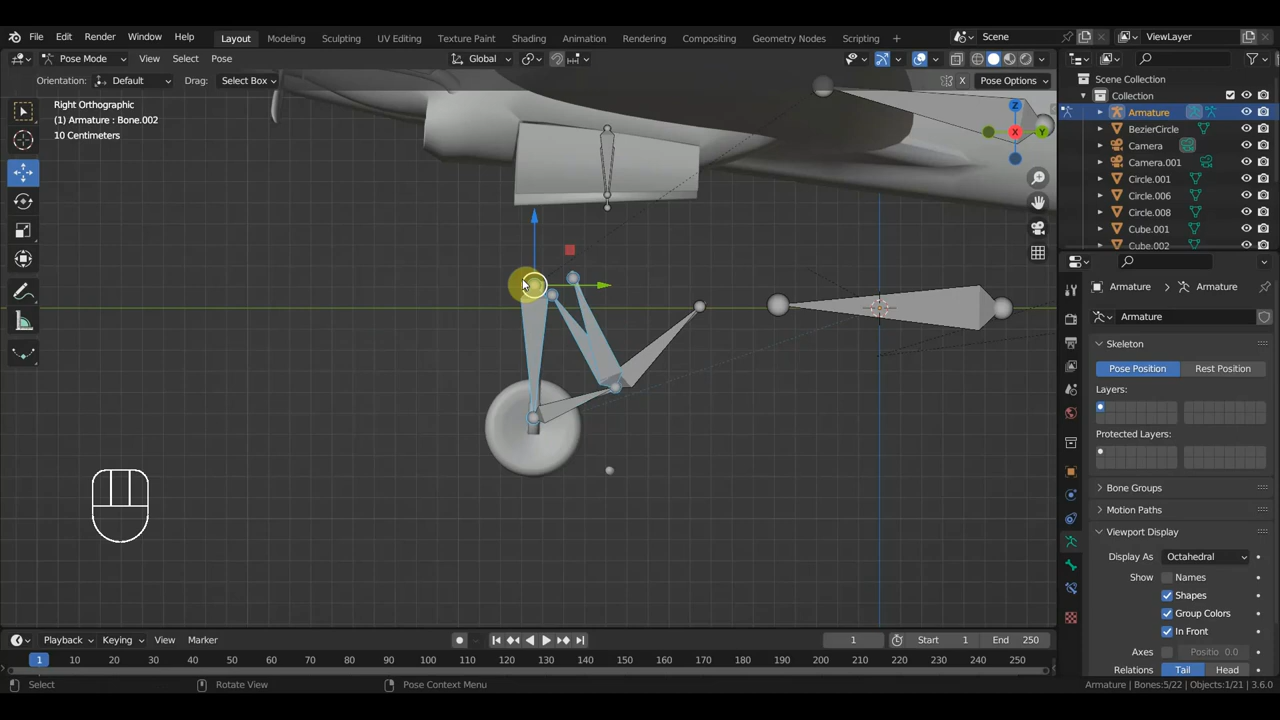 File Edit Render Window Help Layout Modeling Sculpting UV Editing Texture Paint Shading Animation Rendering Compositing Geometry Nodes Scripting + Scene ViewLayer
Pose Mode View Select Pose Global
Orientation: Default Drag: Select Box X Pose Options
Right Orthographic
(1) Armature : Bone.002
10 Centimeters
Z
X
Y
Scene Collection
Collection
Armature
BezierCircle
Camera
Camera.001
Circle.001
Circle.006
Circle.008
Cube.001
Cube.002
Armature Armature
Armature
Skeleton
Pose Position Rest Position
Layers:
Protected Layers:
Bone Groups
Motion Paths
Viewport Display
Display As Octahedral
Show Names
Shapes
Group Colors
In Front
Axes Positio 0.0
Relations Tail Head
Playback Keying View Marker 1 Start 1 End 250
1 10 20 30 40 50 60 70 80 90 100 110 120 130 140 150 160 170 180 190 200 210 220 230 240 250
Select Rotate View Pose Context Menu Armature | Bones:5/22 | Objects:1/21 | 3.6.0